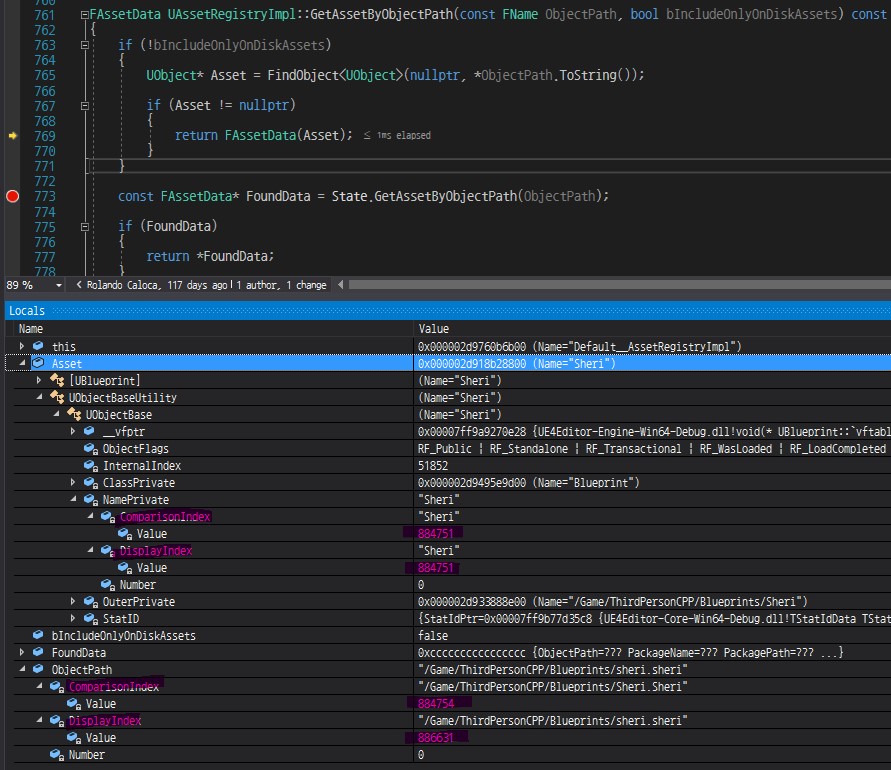 760
761 FAssetData UAssetRegistryImpl::GetAssetByObjectPath(const FName ObjectPath, bool bIncludeOnlyOnDiskAssets) const
762 {
763 if (!bIncludeOnlyOnDiskAssets)
764 {
765 UObject* Asset = FindObject<UObject>(nullptr, *ObjectPath.ToString());
766
767 if (Asset != nullptr)
768 {
769 return FAssetData(Asset); ≤ 1ms elapsed
770 }
771 }
772
773 const FAssetData* FoundData = State.GetAssetByObjectPath(ObjectPath);
774
775 if (FoundData)
776 {
777 return *FoundData;
778 }
89 % Rolando Caloca, 117 days ago | 1 author, 1 change
Locals
Name Value
this 0x000002d9760b6b00 (Name="Default__AssetRegistryImpl")
Asset 0x000002d918b28800 (Name="Sheri")
[UBlueprint] (Name="Sheri")
UObjectBaseUtility (Name="Sheri")
UObjectBase (Name="Sheri")
__vfptr 0x00007ff9a9270e28 {UE4Editor-Engine-Win64-Debug.dll!void(* UBlueprint::`vftabl
ObjectFlags RF_Public | RF_Standalone | RF_Transactional | RF_WasLoaded | RF_LoadCompleted
InternalIndex 51852
ClassPrivate 0x000002d9495e9d00 (Name="Blueprint")
NamePrivate "Sheri"
ComparisonIndex "Sheri"
Value 884751
DisplayIndex "Sheri"
Value 884751
Number 0
OuterPrivate 0x000002d933888e00 (Name="/Game/ThirdPersonCPP/Blueprints/Sheri")
StatID {StatIdPtr=0x00007ff9b77d35c8 {UE4Editor-Core-Win64-Debug.dll!TStatIdData TStat
bIncludeOnlyOnDiskAssets false
FoundData 0xcccccccccccccccc {ObjectPath=??? PackageName=??? PackagePath=??? ...}
ObjectPath "/Game/ThirdPersonCPP/Blueprints/sheri.sheri"
ComparisonIndex "/Game/ThirdPersonCPP/Blueprints/Sheri.Sheri"
Value 884754
DisplayIndex "/Game/ThirdPersonCPP/Blueprints/sheri.sheri"
Value 886631
Number 0